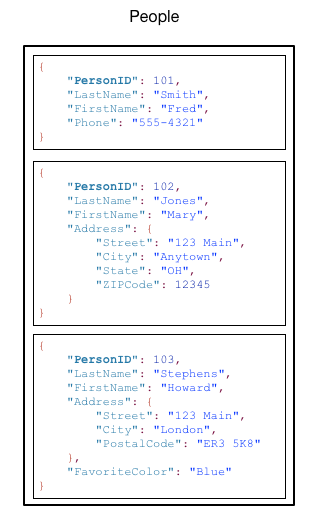 People
{
"PersonID": 101,
"LastName": "Smith",
"FirstName": "Fred",
"Phone": "555-4321"
}
{
"PersonID": 102,
"LastName": "Jones",
"FirstName": "Mary",
"Address": {
"Street": "123 Main",
"City": "Anytown",
"State": "OH",
"ZIPCode": 12345
}
}
{
"PersonID": 103,
"LastName": "Stephens",
"FirstName": "Howard",
"Address": {
"Street": "123 Main",
"City": "London",
"PostalCode": "ER3 5K8"
},
"FavoriteColor": "Blue"
}